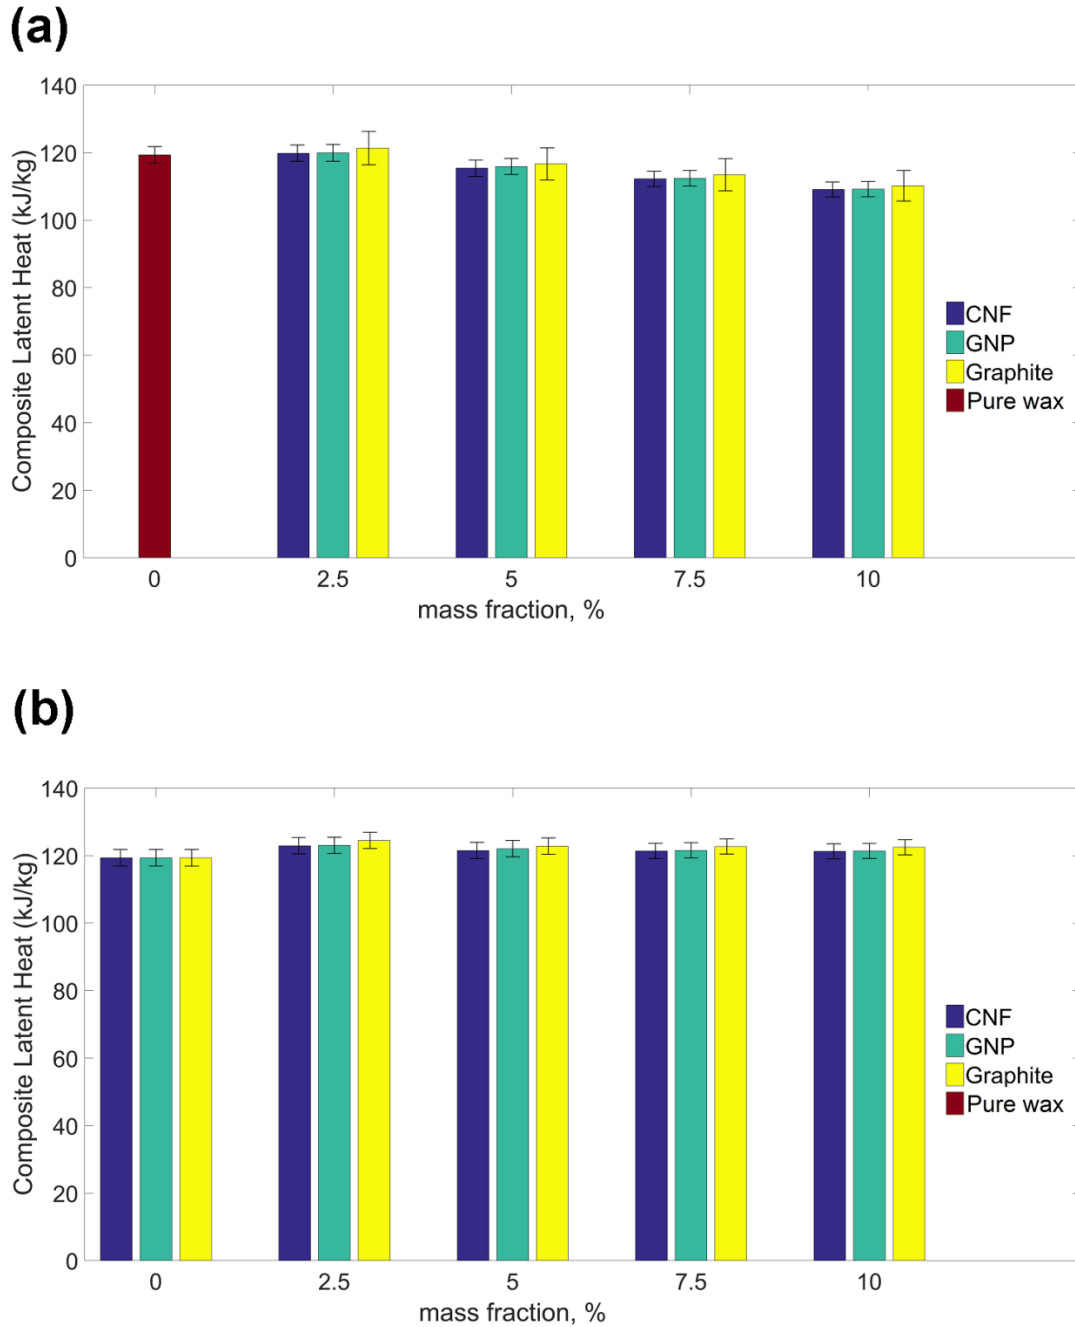 (a)
Composite Latent Heat (kJ/kg)
140
120
100
80
60
40
20
0
0 2.5 5 7.5 10
mass fraction, %
CNF
GNP
Graphite
Pure wax
(b)
Composite Latent Heat (kJ/kg)
140
120
100
80
60
40
20
0
0 2.5 5 7.5 10
mass fraction, %
CNF
GNP
Graphite
Pure wax